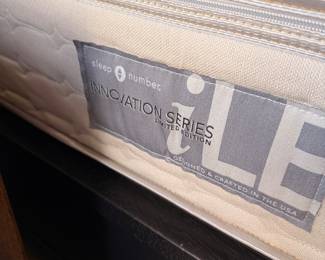 sleep number
INNOVATION SERIES
LIMITED EDITION
iLE
DESIGNED & CRAFTED IN THE USA